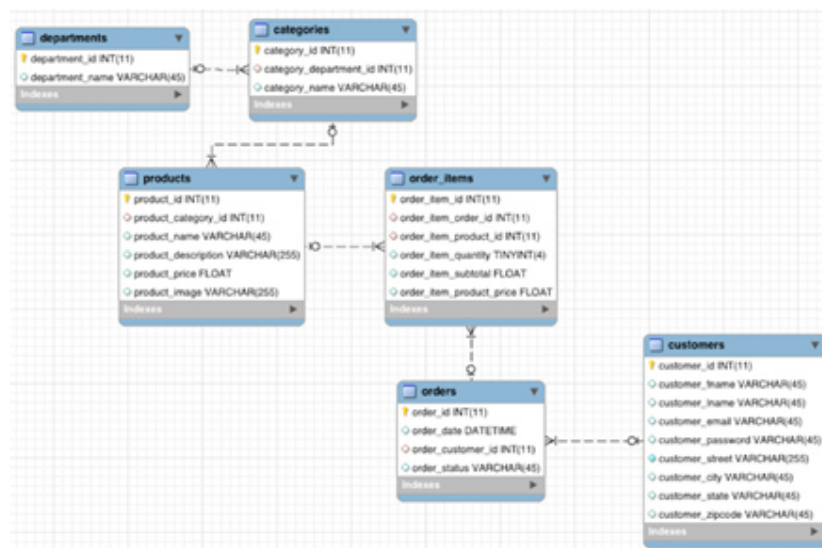 departments
department_id INT(11)
department_name VARCHAR(45)
Indexes
categories
category_id INT(11)
category_department_id INT(11)
category_name VARCHAR(45)
Indexes
products
product_id INT(11)
product_category_id INT(11)
product_name VARCHAR(45)
product_description VARCHAR(255)
product_price FLOAT
product_image VARCHAR(255)
Indexes
order_items
order_item_id INT(11)
order_item_order_id INT(11)
order_item_product_id INT(11)
order_item_quantity TINYINT(4)
order_item_subtotal FLOAT
order_item_product_price FLOAT
Indexes
orders
order_id INT(11)
order_date DATETIME
order_customer_id INT(11)
order_status VARCHAR(45)
Indexes
customers
customer_id INT(11)
customer_fname VARCHAR(45)
customer_lname VARCHAR(45)
customer_email VARCHAR(45)
customer_password VARCHAR(45)
customer_street VARCHAR(255)
customer_city VARCHAR(45)
customer_state VARCHAR(45)
customer_zipcode VARCHAR(45)
Indexes